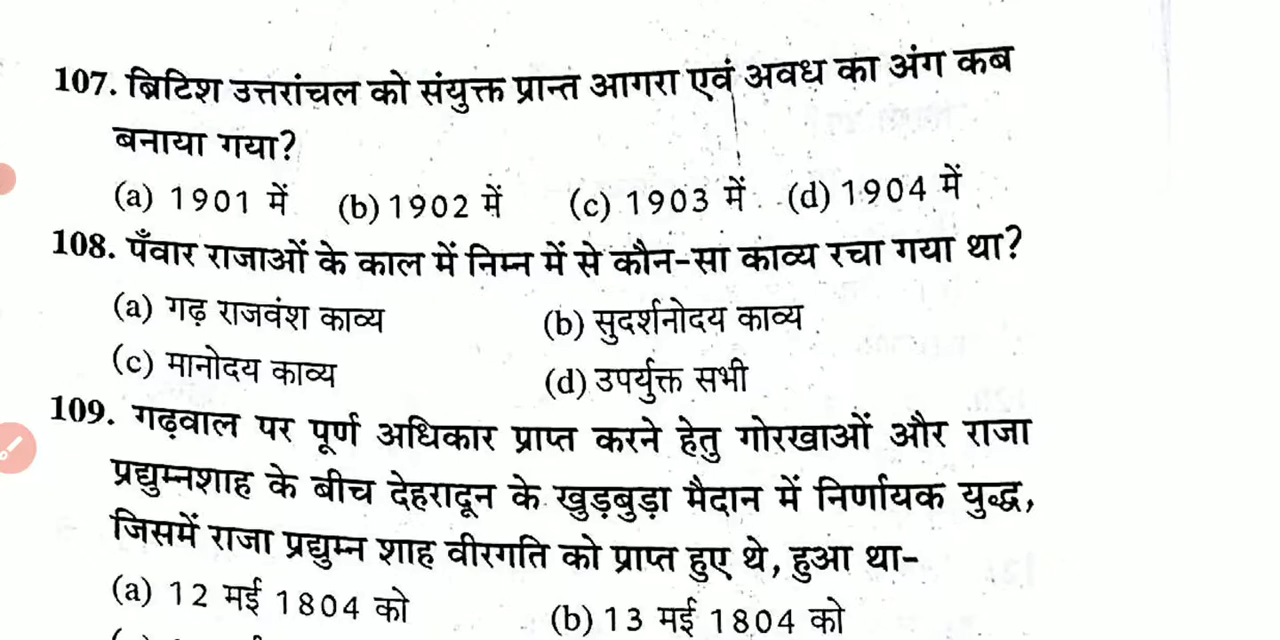 107. ब्रिटिश उत्तरांचल को संयुक्त प्रान्त आगरा एवं अवध का अंग कब
बनाया गया?
(a) 1901 में (b) 1902 में (c) 1903 में (d) 1904 में
108. पँवार राजाओं के काल में निम्न में से कौन-सा काव्य रचा गया था?
(a) गढ़ राजवंश काव्य (b) सुदर्शनोदय काव्य
(c) मानोदय काव्य (d) उपर्युक्त सभी
109. गढ़वाल पर पूर्ण अधिकार प्राप्त करने हेतु गोरखाओं और राजा
प्रद्युम्नशाह के बीच देहरादून के खुड़बुड़ा मैदान में निर्णायक युद्ध,
जिसमें राजा प्रद्युम्न शाह वीरगति को प्राप्त हुए थे, हुआ था-
(a) 12 मई 1804 को (b) 13 मई 1804 को